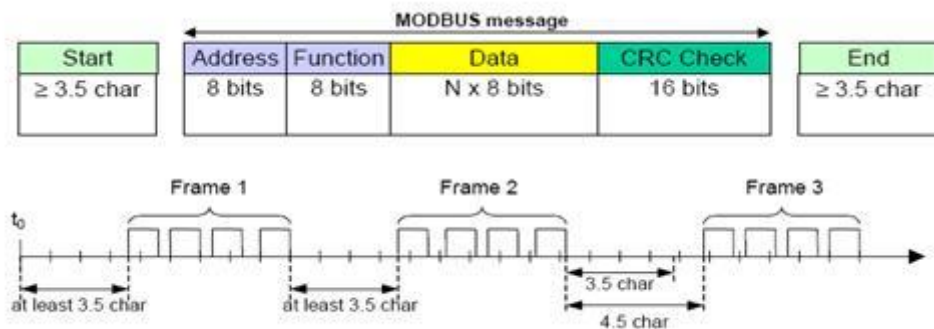 MODBUS message
Start Address Function Data CRC Check End
≥ 3.5 char 8 bits 8 bits N x 8 bits 16 bits ≥ 3.5 char
Frame 1 Frame 2 Frame 3
t0
at least 3.5 char at least 3.5 char 3.5 char
4.5 char